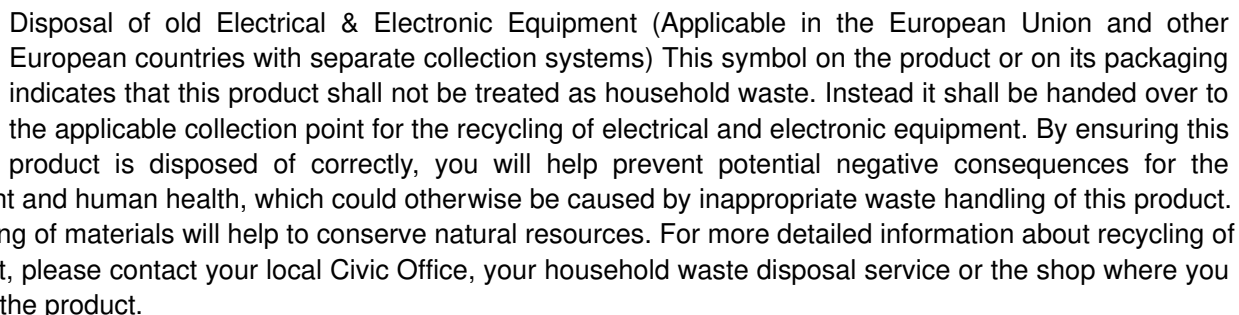 Disposal of old Electrical & Electronic Equipment (Applicable in the European Union and other
European countries with separate collection systems) This symbol on the product or on its packaging
indicates that this product shall not be treated as household waste. Instead it shall be handed over to
the applicable collection point for the recycling of electrical and electronic equipment. By ensuring this
product is disposed of correctly, you will help prevent potential negative consequences for the
nt and human health, which could otherwise be caused by inappropriate waste handling of this product.
ng of materials will help to conserve natural resources. For more detailed information about recycling of
t, please contact your local Civic Office, your household waste disposal service or the shop where you
the product.